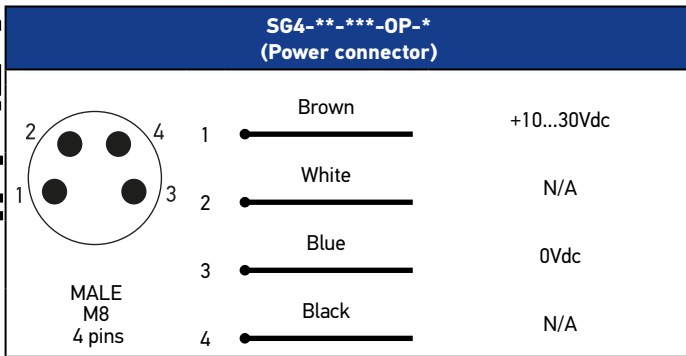 SG4-**-***-OP-*
(Power connector)
2
4
1
3
MALE
M8
4 pins
1
Brown
+10...30Vdc
2
White
N/A
3
Blue
0Vdc
4
Black
N/A